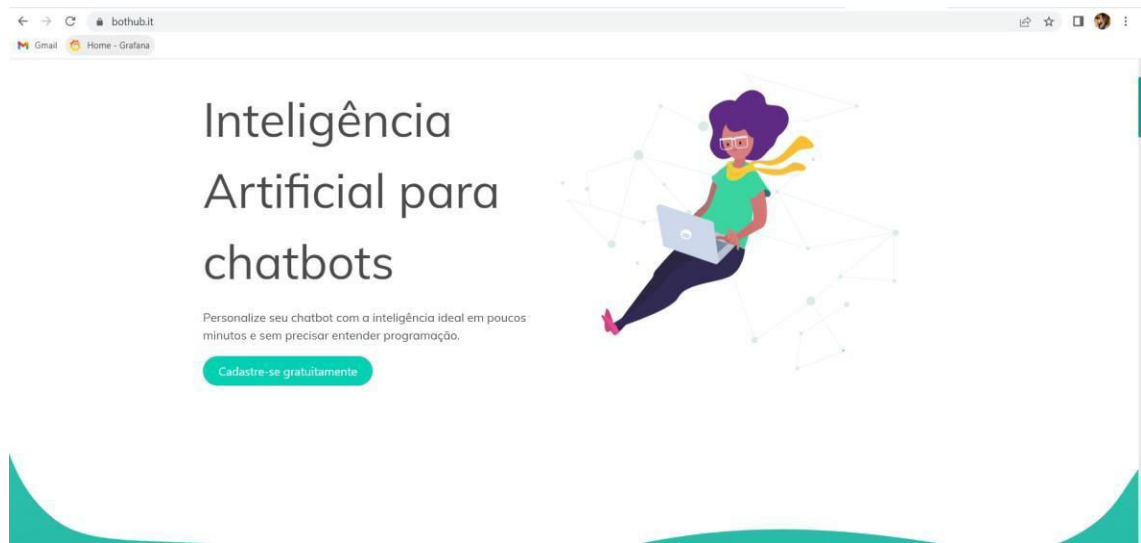 bothub.it
Gmail
Home - Grafana
Inteligência
Artificial para
chatbots
Personalize seu chatbot com a inteligência ideal em poucos
minutos e sem precisar entender programação.
Cadastre-se gratuitamente